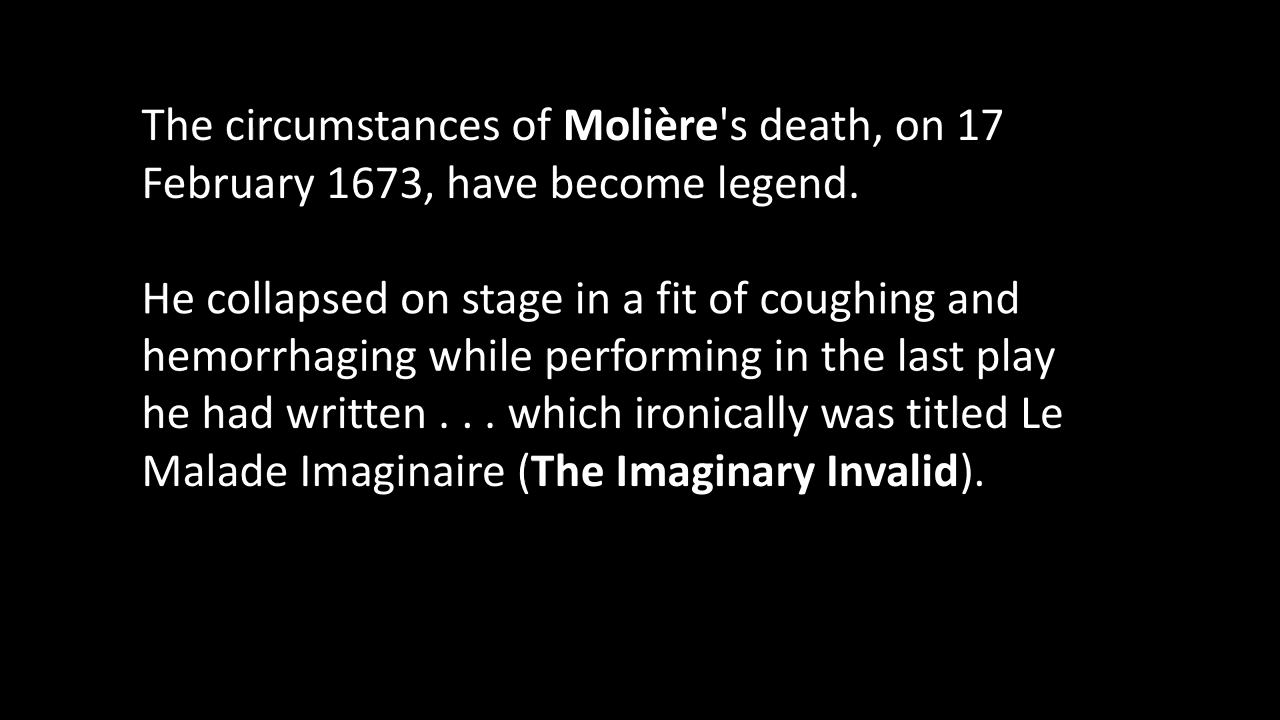 The circumstances of Molière's death, on 17
February 1673, have become legend.
He collapsed on stage in a fit of coughing and
hemorrhaging while performing in the last play
he had written . . . which ironically was titled Le
Malade Imaginaire (The Imaginary Invalid).